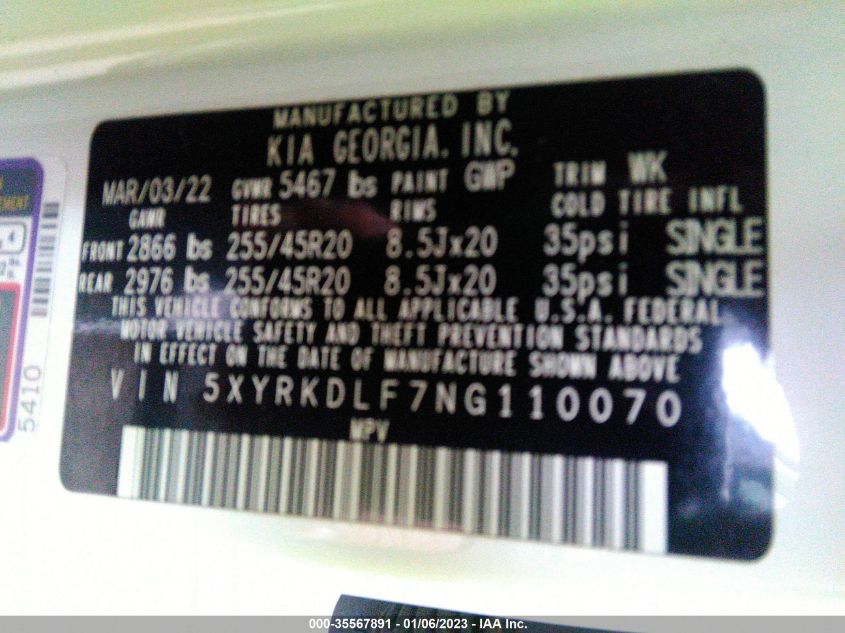 MANUFACTURED BY
KIA GEORGIA. INC.
MAR/03/22 GVWR 5467 lbs PAINT GWP TRIM WK
GAWR TIRES RIMS COLD TIRE INFL
FRONT 2866 lbs 255/45R20 8.5Jx20 35psi SINGLE
REAR 2976 lbs 255/45R20 8.5Jx20 35psi SINGLE
THIS VEHICLE CONFORMS TO ALL APPLICABLE U.S.A. FEDERAL
MOTOR VEHICLE SAFETY AND THEFT PREVENTION STANDARDS
IN EFFECT ON THE DATE OF MANUFACTURE SHOWN ABOVE
VIN 5XYRKDLF7NG110070
MPV
5410
000-35567891 - 01/06/2023 - IAA Inc.